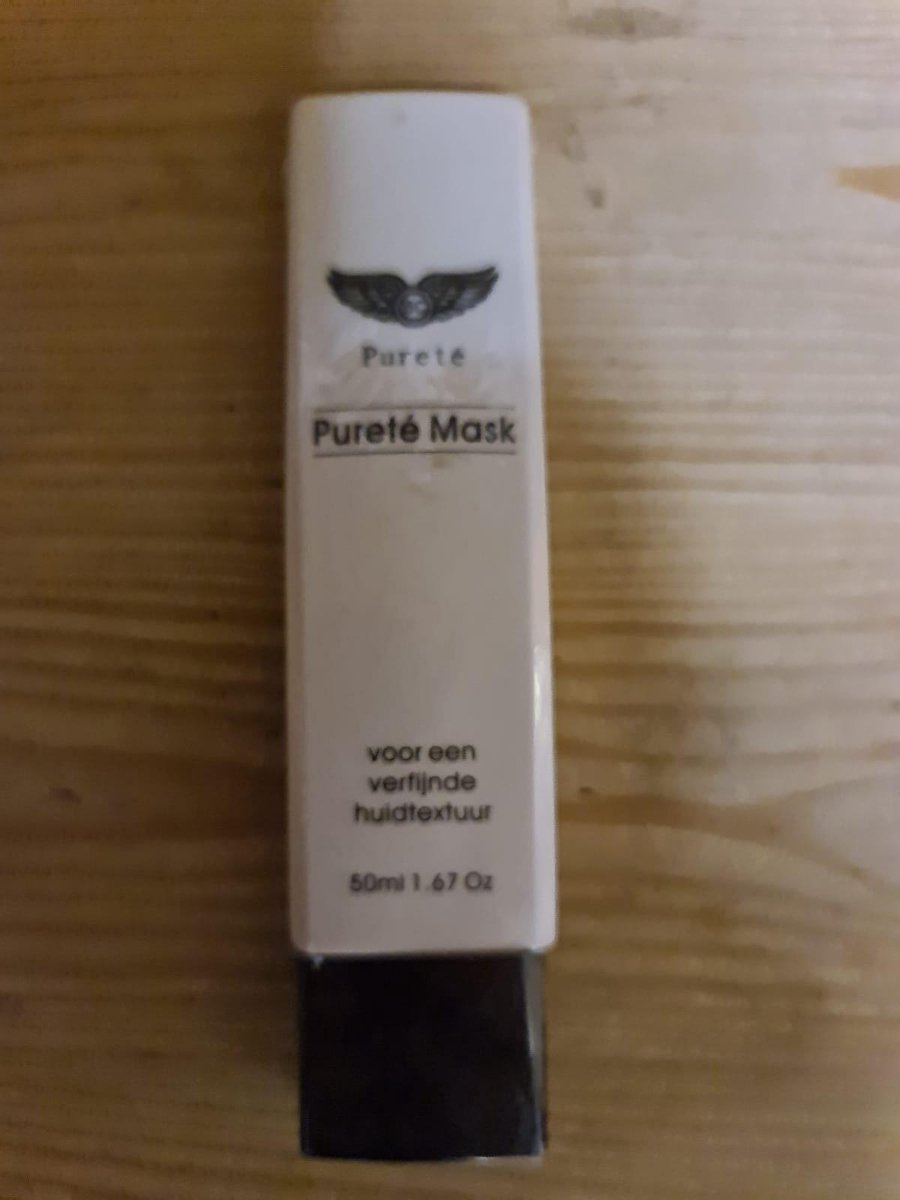 Pureté
Pureté Mask
voor een
verfijnde
huidtextuur
50ml 1.67 Oz